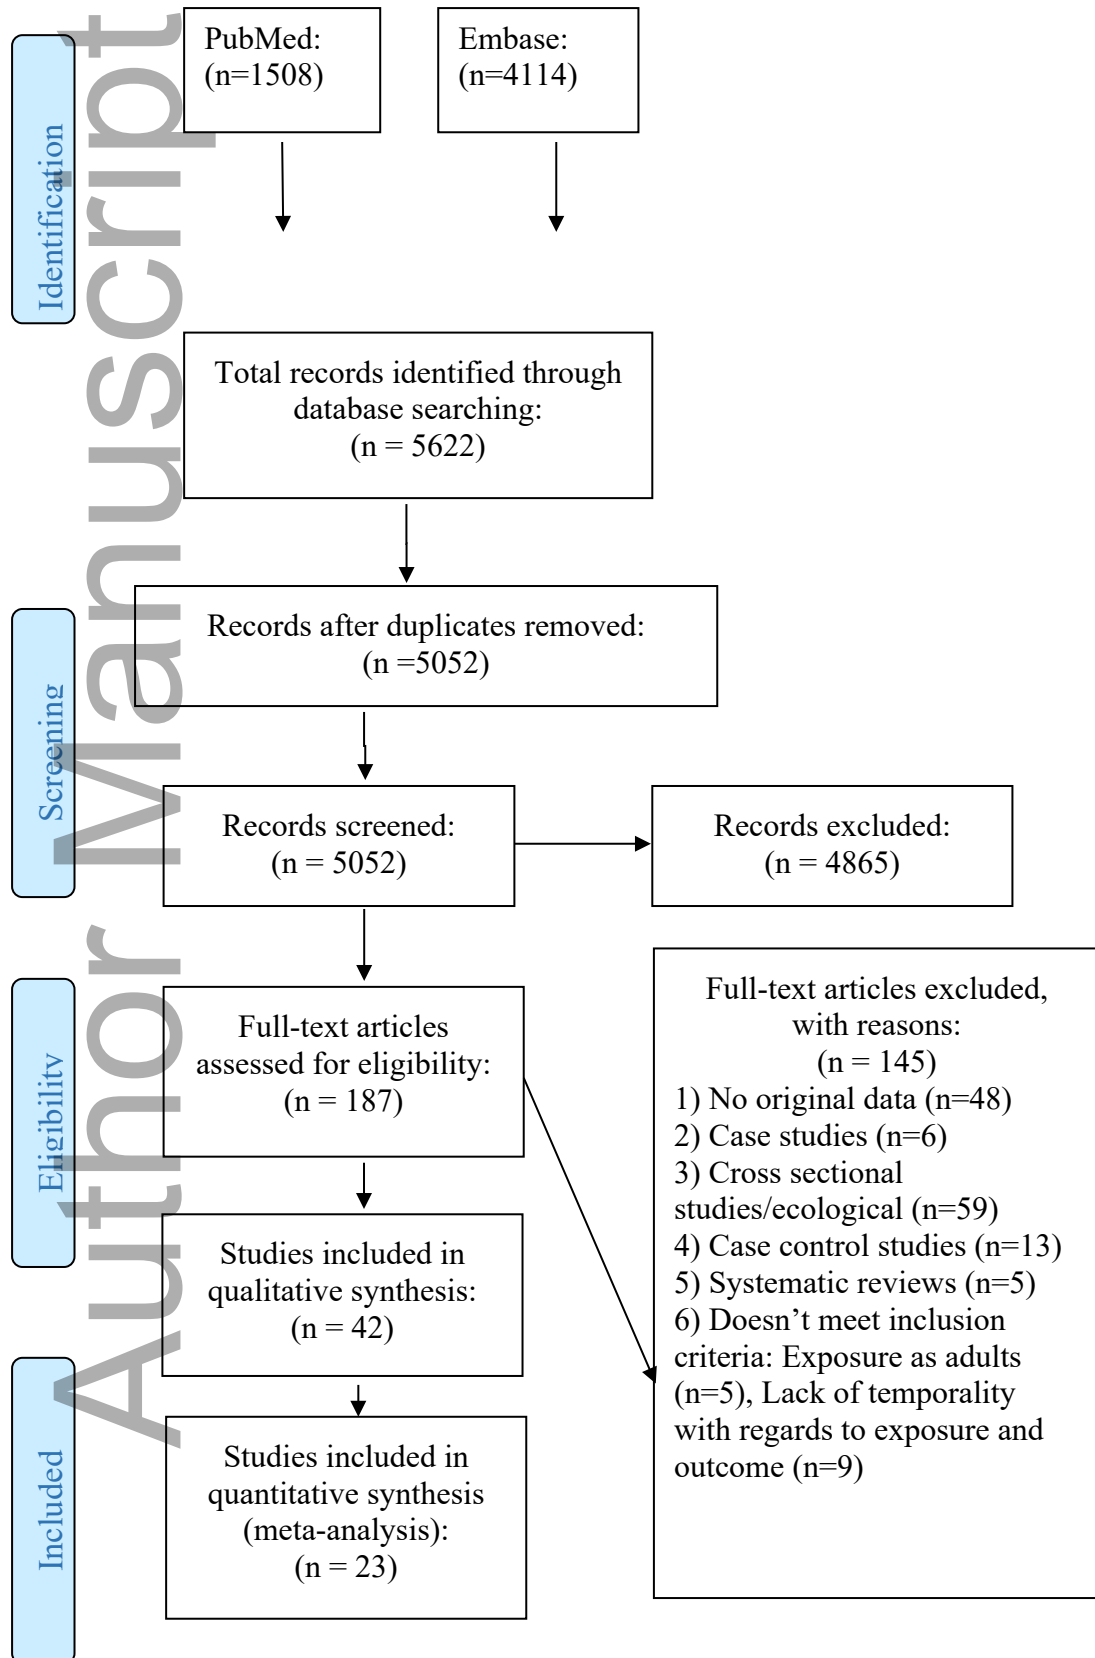 PubMed:
(n=1508)
Embase:
(n=4114)
Identification
Total records identified through
database searching:
(n = 5622)
Records after duplicates removed:
(n =5052)
Screening
Records screened:
(n = 5052)
Records excluded:
(n = 4865)
Eligibility
Full-text articles
assessed for eligibility:
(n = 187)
Full-text articles excluded,
with reasons:
(n = 145)
1) No original data (n=48)
2) Case studies (n=6)
3) Cross sectional
studies/ecological (n=59)
4) Case control studies (n=13)
5) Systematic reviews (n=5)
6) Doesn’t meet inclusion
criteria: Exposure as adults
(n=5), Lack of temporality
with regards to exposure and
outcome (n=9)
Studies included in
qualitative synthesis:
(n = 42)
Included
Studies included in
quantitative synthesis
(meta-analysis):
(n = 23)
Author Manuscript